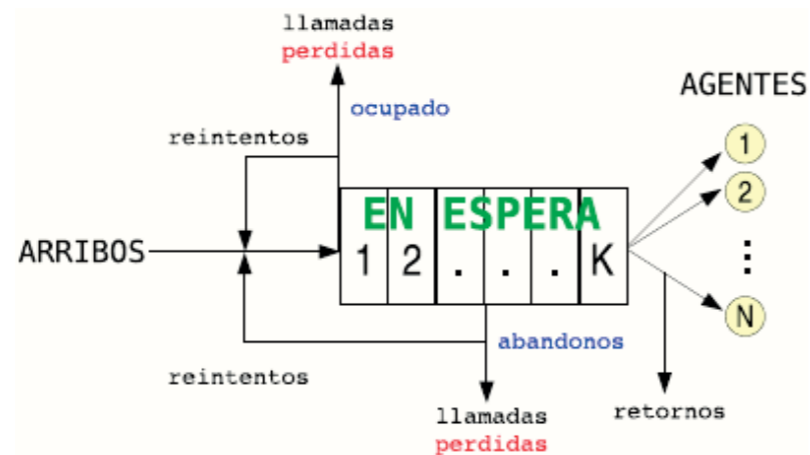 llamadas
perdidas
AGENTES
ocupado
reintentos
1
EN ESPERA
2
ARRIBOS
1 2 . . . K
⋮
N
abandonos
reintentos
llamadas
perdidas
retornos